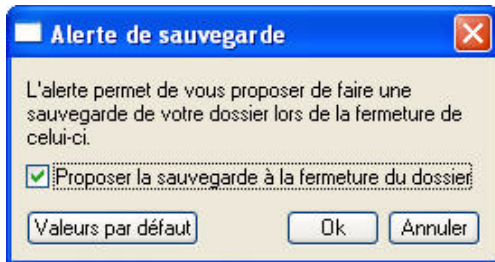 Alerte de sauvegarde
L'alerte permet de vous proposer de faire une
sauvegarde de votre dossier lors de la fermeture de
celui-ci.
Proposer la sauvegarde à la fermeture du dossier
Valeurs par défaut Ok Annuler